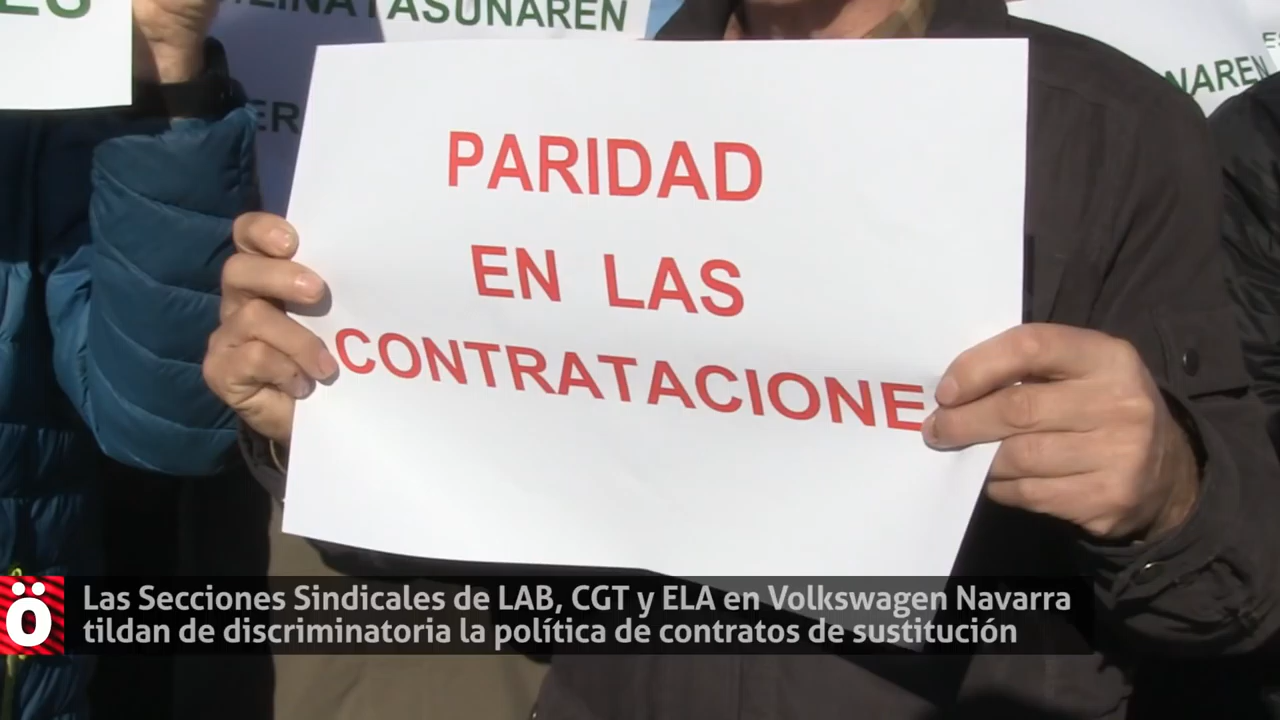 PARIDAD
EN LAS
CONTRATACIONE
Ö Las Secciones Sindicales de LAB, CGT y ELA en Volkswagen Navarra
tildan de discriminatoria la política de contratos de sustitución